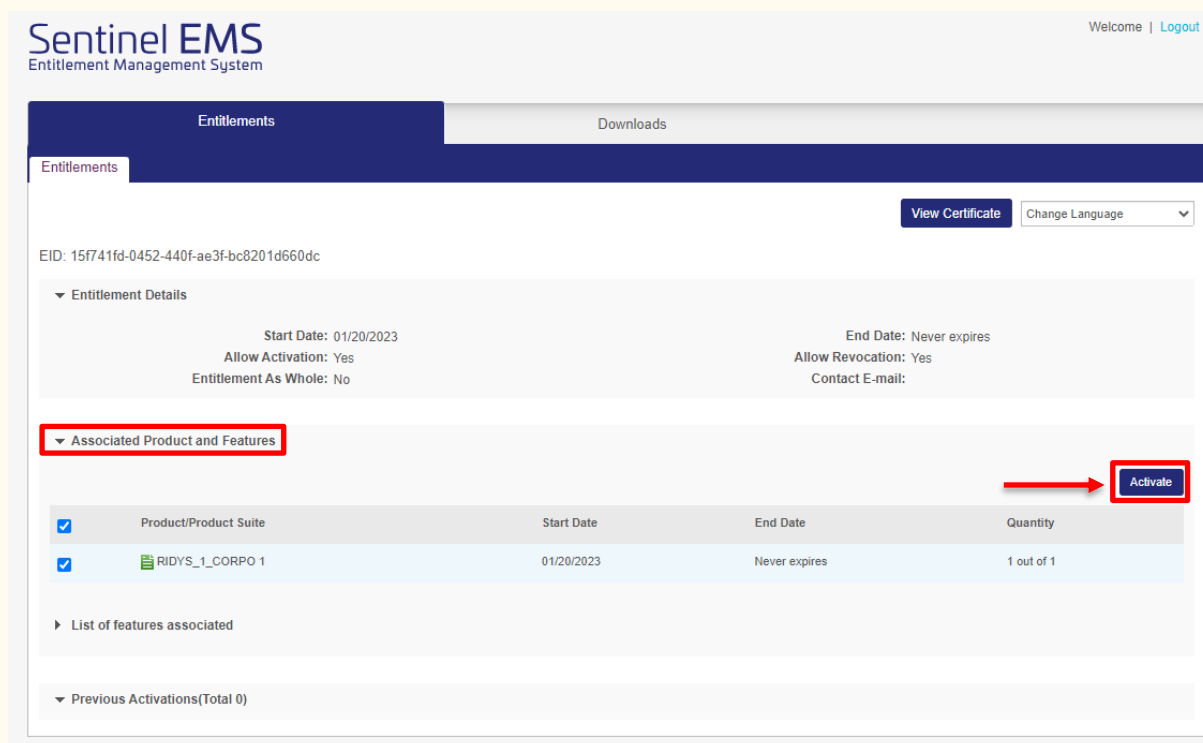 Sentinel EMS
Entitlement Management System
Welcome | Logout
Entitlements Downloads
Entitlements
View Certificate Change Language
EID: 15f741fd-0452-440f-ae3f-bc8201d660dc
Entitlement Details
Start Date: 01/20/2023 End Date: Never expires
Allow Activation: Yes Allow Revocation: Yes
Entitlement As Whole: No Contact E-mail:
Associated Product and Features
Activate
Product/Product Suite Start Date End Date Quantity
RIDYS_1_CORPO 1 01/20/2023 Never expires 1 out of 1
List of features associated
Previous Activations(Total 0)